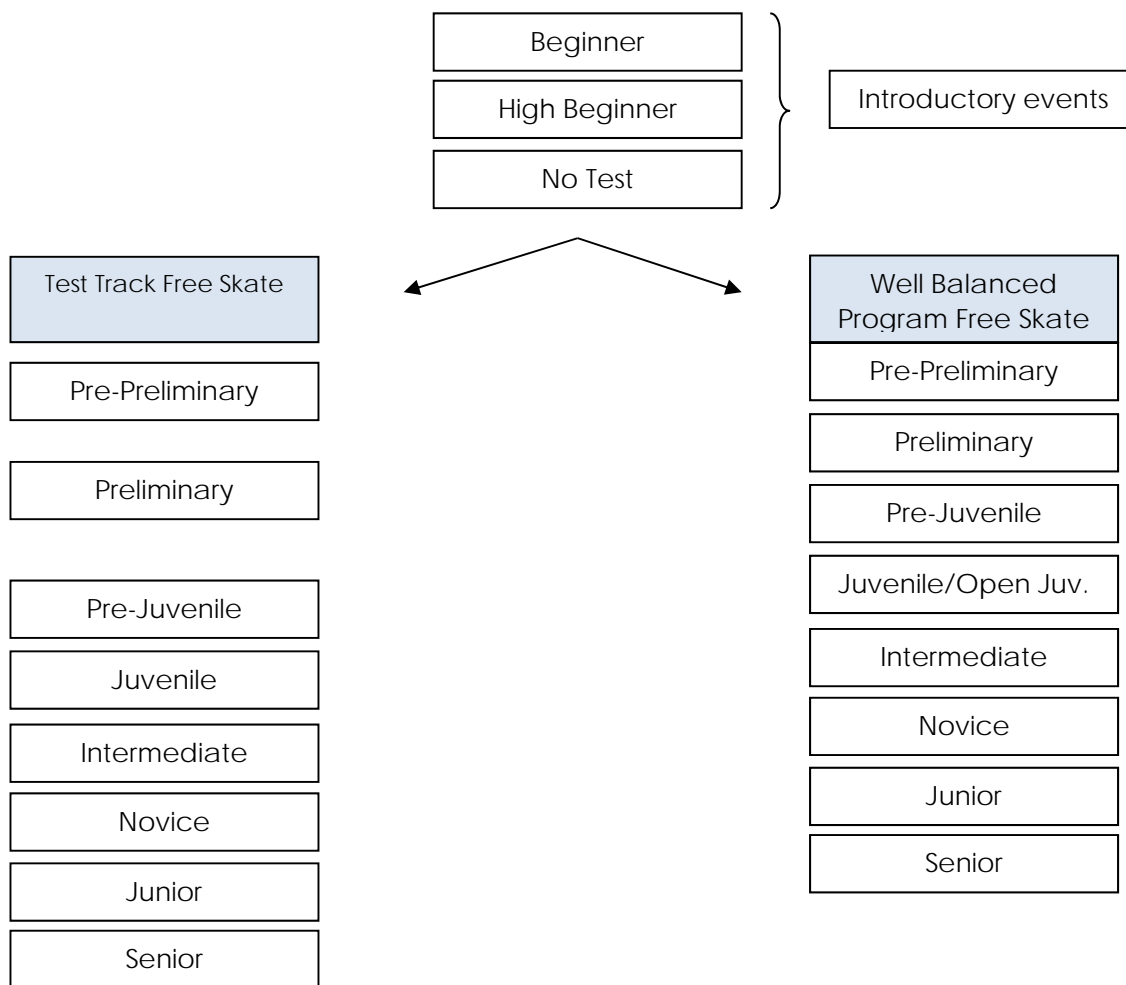 Beginner
High Beginner
No Test
Introductory events
Test Track Free Skate
Pre-Preliminary
Preliminary
Pre-Juvenile
Juvenile
Intermediate
Novice
Junior
Senior
Well Balanced
Program Free Skate
Pre-Preliminary
Preliminary
Pre-Juvenile
Juvenile/Open Juv.
Intermediate
Novice
Junior
Senior